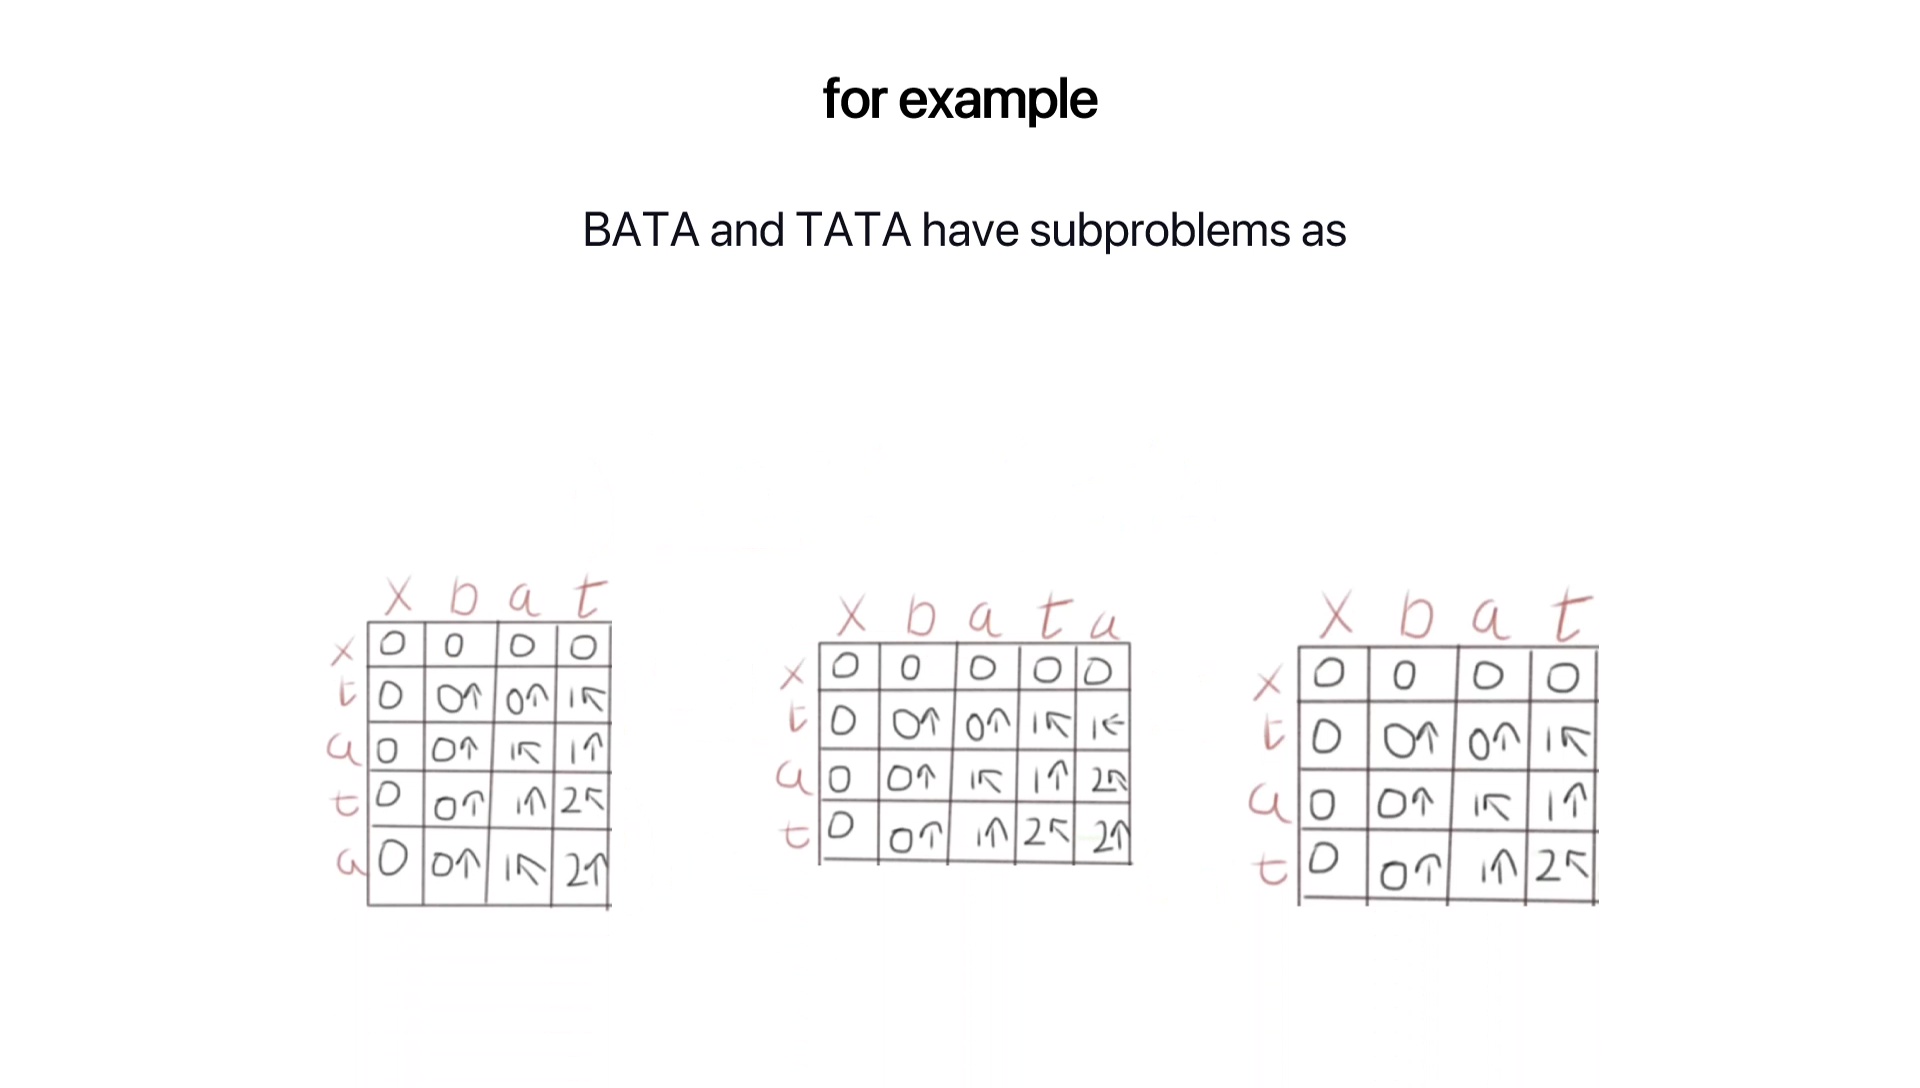 for example
BATA and TATA have subproblems as
x b a t
x 0 0 0 0
t 0 0↑ 0↑ 1↖
a 0 0↑ 1↖ 1↑
t 0 0↑ 1↑ 2↖
a 0 0↑ 1↖ 2↑
x b a t a
x 0 0 0 0 0
t 0 0↑ 0↑ 1↖ 1←
a 0 0↑ 1↖ 1↑ 2↖
t 0 0↑ 1↑ 2↖ 2↑
x b a t
x 0 0 0 0
t 0 0↑ 0↑ 1↖
a 0 0↑ 1↖ 1↑
t 0 0↑ 1↑ 2↖